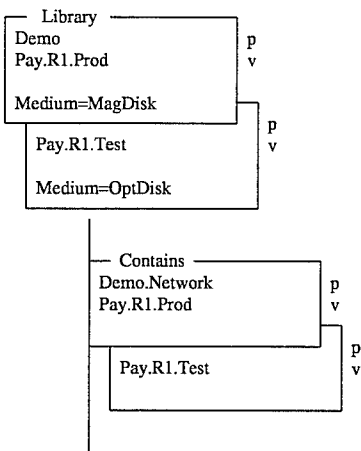 Library
Demo
p
Pay.R1.Prod
v
Medium=MagDisk
p
Pay.R1.Test
v
Medium=OptDisk
Contains
Demo.Network
p
Pay.R1.Prod
v
p
Pay.R1.Test
v